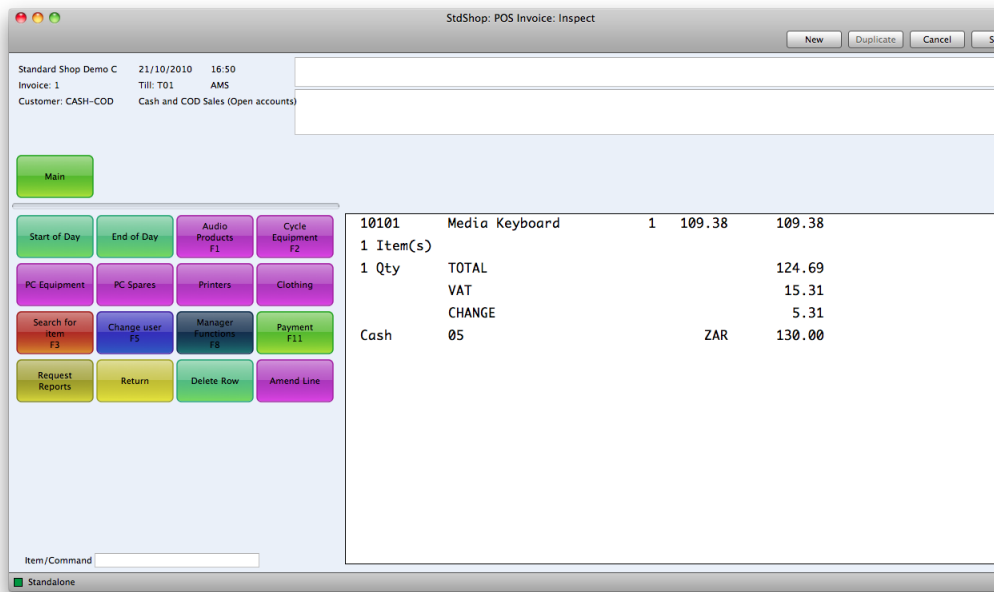 StdShop: POS Invoice: Inspect
New Duplicate Cancel S
Standard Shop Demo C 21/10/2010 16:50
Invoice: 1 Till: T01 AMS
Customer: CASH-COD Cash and COD Sales (Open accounts)
Main
Start of Day
End of Day
Audio
Products
F1
Cycle
Equipment
F2
PC Equipment
PC Spares
Printers
Clothing
Search for
item
F3
Change user
F5
Manager
Functions
F8
Payment
F11
Request
Reports
Return
Delete Row
Amend Line
10101 Media Keyboard 1 109.38 109.38
1 Item(s)
1 Qty TOTAL 124.69
VAT 15.31
CHANGE 5.31
Cash 05 ZAR 130.00
Item/Command
Standalone